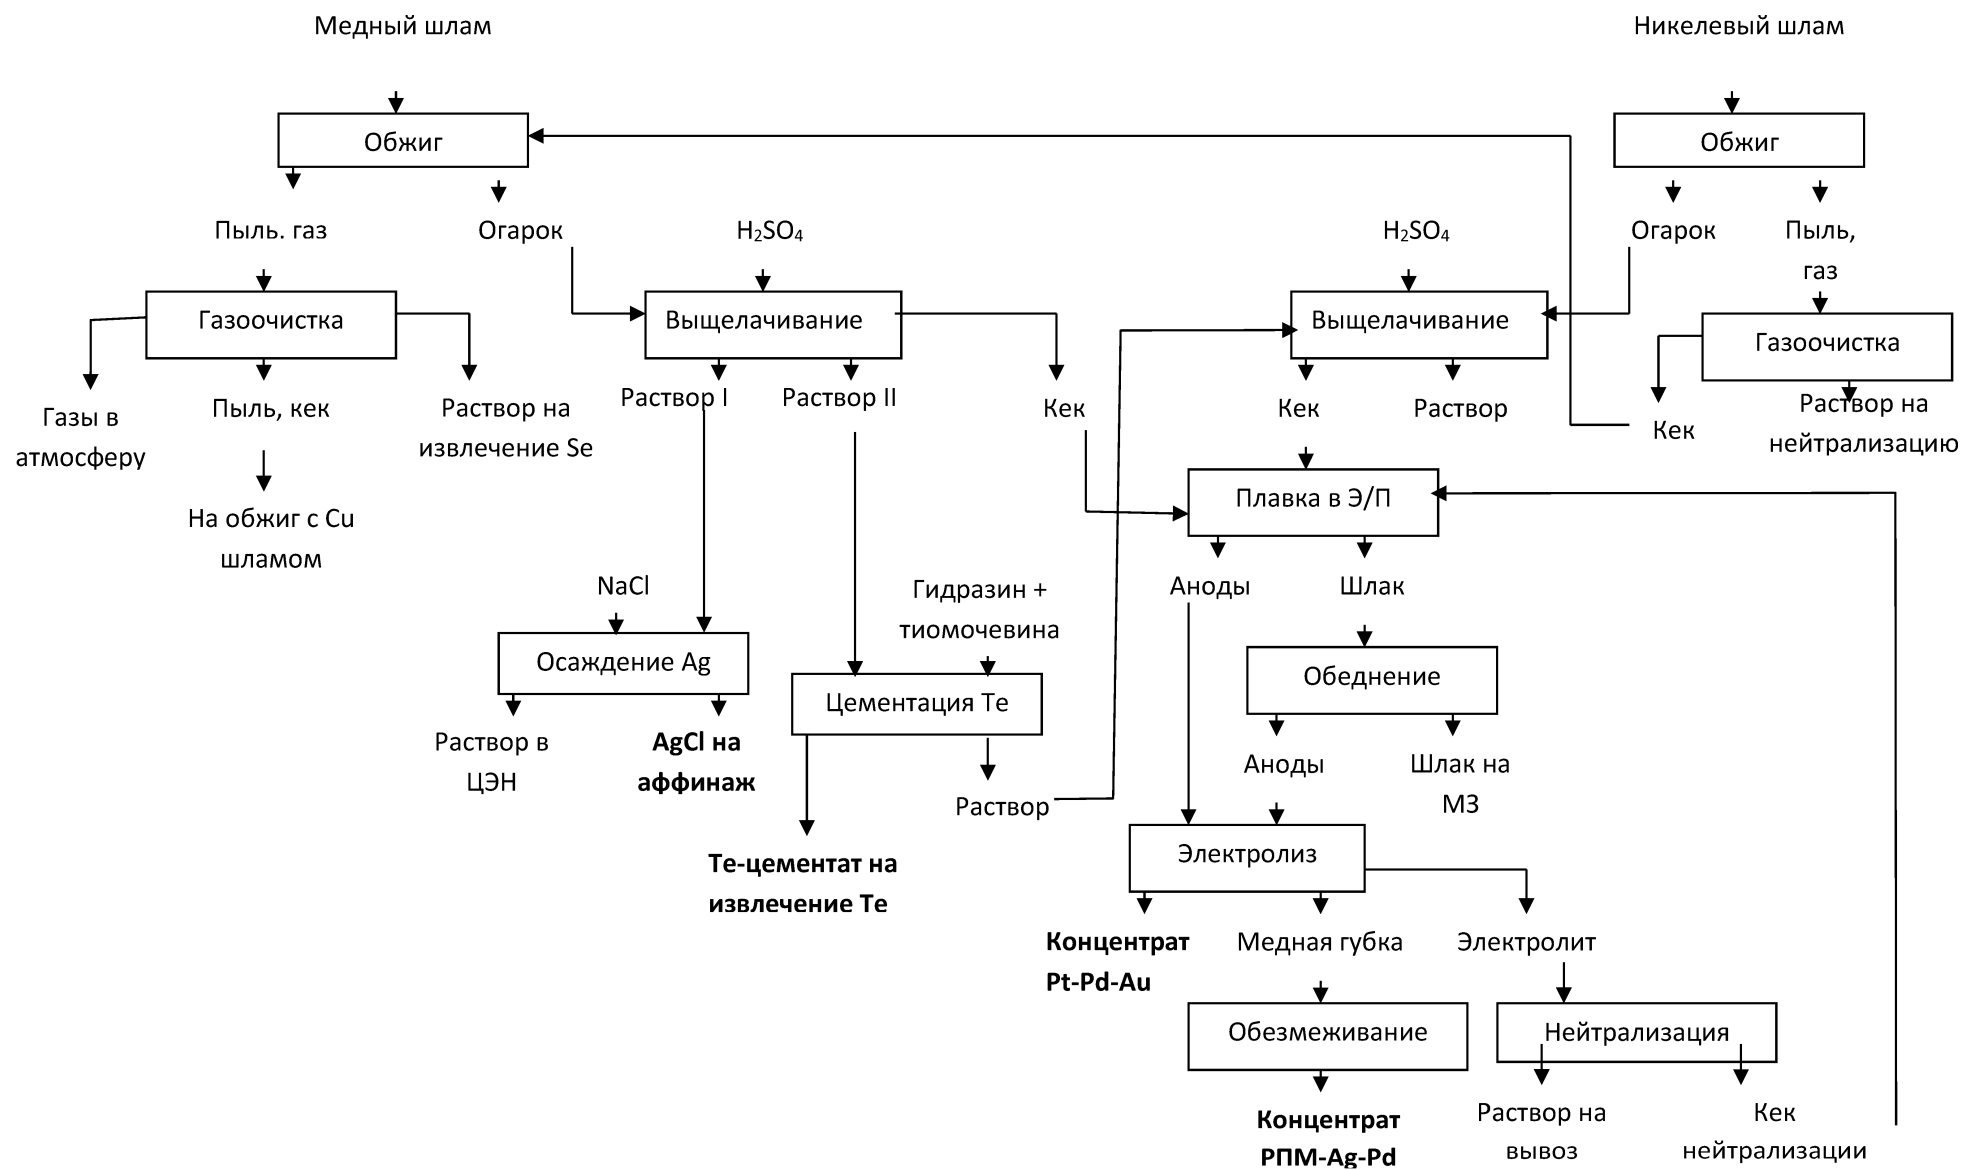 Медный шлам
Никелевый шлам
Обжиг
Обжиг
Пыль. газ
Огарок
H₂SO₄
H₂SO₄
Огарок
Пыль,
газ
Газоочистка
Выщелачивание
Выщелачивание
Газоочистка
Газы в
атмосферу
Пыль, кек
Раствор на
извлечение Se
Раствор I
Раствор II
Кек
Кек
Раствор
Кек
Раствор на
нейтрализацию
На обжиг с Cu
шламом
Плавка в Э/П
NaCl
Гидразин +
тиомочевина
Аноды
Шлак
Осаждение Ag
Цементация Te
Обеднение
Раствор в
ЦЭН
AgCl на
аффинаж
Раствор
Аноды
Шлак на
МЗ
Te-цементат на
извлечение Te
Электролиз
Концентрат
Pt-Pd-Au
Медная губка
Электролит
Обезмеживание
Нейтрализация
Концентрат
РПМ-Ag-Pd
Раствор на
вывоз
Кек
нейтрализации